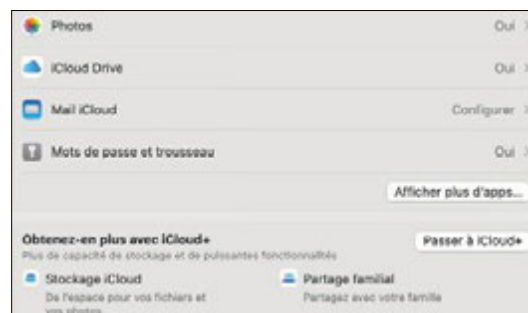 Photos Oui
iCloud Drive Oui
Mail iCloud Configurer
Mots de passe et trousseau Oui
Afficher plus d'apps...
Obtenez-en plus avec iCloud+ Passer à iCloud+
Plus de capacité de stockage et de puissantes fonctionnalités
Stockage iCloud Partage familial
De l'espace pour vos fichiers et Partagez avec votre famille
vos photos